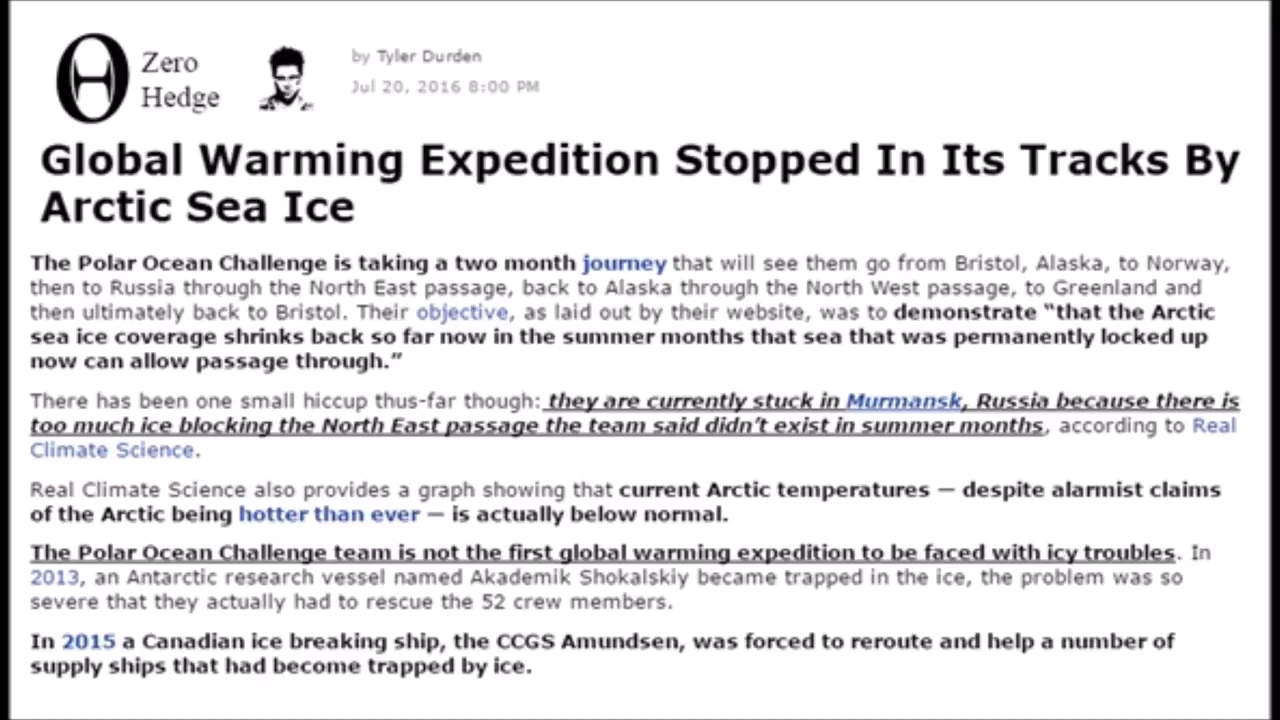 Zero
Hedge
by Tyler Durden
Jul 20, 2016 8:00 PM
Global Warming Expedition Stopped In Its Tracks By
Arctic Sea Ice
The Polar Ocean Challenge is taking a two month journey that will see them go from Bristol, Alaska, to Norway,
then to Russia through the North East passage, back to Alaska through the North West passage, to Greenland and
then ultimately back to Bristol. Their objective, as laid out by their website, was to demonstrate “that the Arctic
sea ice coverage shrinks back so far now in the summer months that sea that was permanently locked up
now can allow passage through.”
There has been one small hiccup thus-far though: they are currently stuck in Murmansk, Russia because there is
too much ice blocking the North East passage the team said didn’t exist in summer months, according to Real
Climate Science.
Real Climate Science also provides a graph showing that current Arctic temperatures — despite alarmist claims
of the Arctic being hotter than ever — is actually below normal.
The Polar Ocean Challenge team is not the first global warming expedition to be faced with icy troubles. In
2013, an Antarctic research vessel named Akademik Shokalskiy became trapped in the ice, the problem was so
severe that they actually had to rescue the 52 crew members.
In 2015 a Canadian ice breaking ship, the CCGS Amundsen, was forced to reroute and help a number of
supply ships that had become trapped by ice.